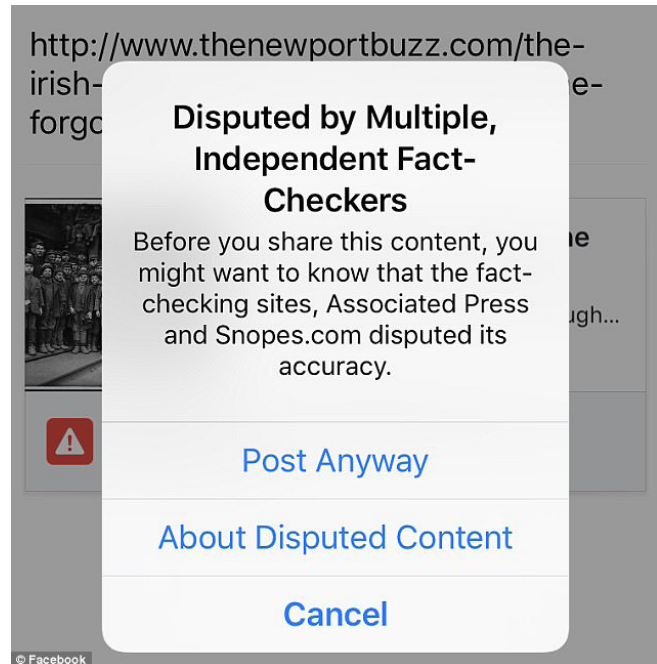 http://www.thenewportbuzz.com/the-
irish-
e-
forgo
Disputed by Multiple,
Independent Fact-
Checkers
Before you share this content, you
might want to know that the fact-
checking sites, Associated Press
and Snopes.com disputed its
accuracy.
ne
ugh...
Post Anyway
About Disputed Content
Cancel
© Facebook